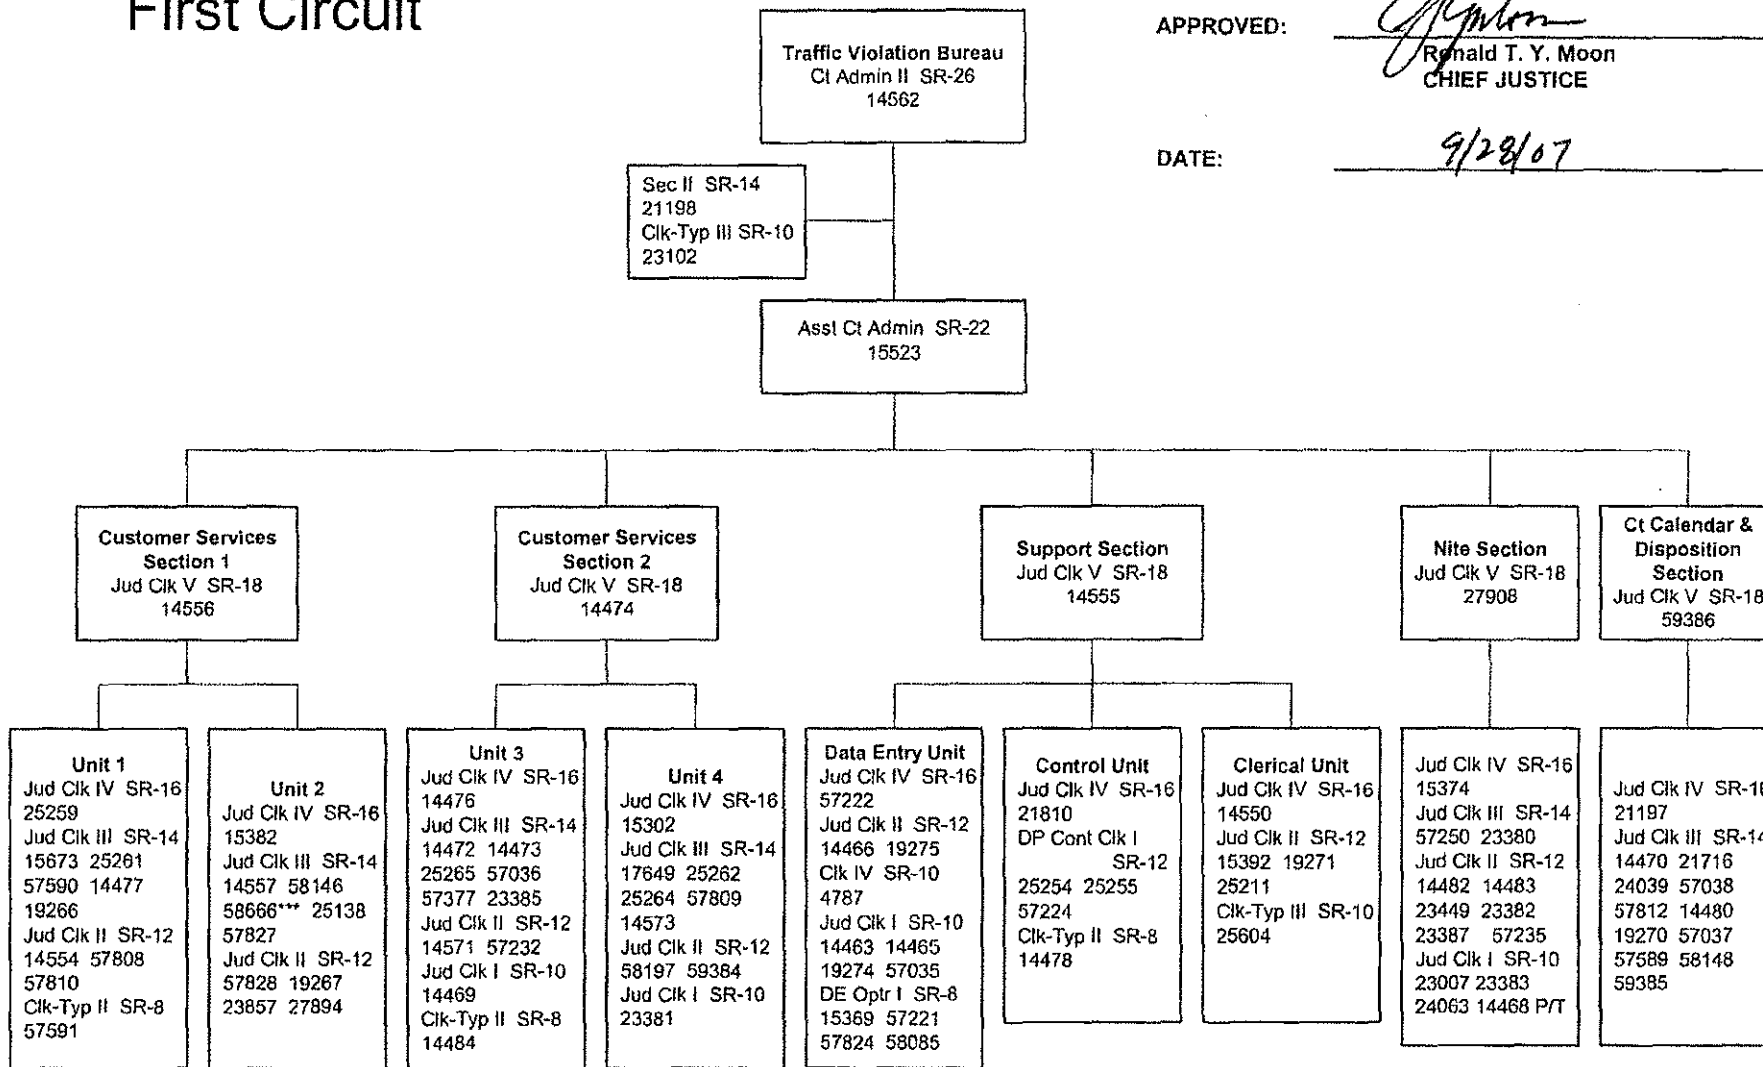 First Circuit
APPROVED:
Ronald T. Y. Moon
CHIEF JUSTICE
DATE:
9/28/07
Traffic Violation Bureau
Ct Admin II SR-26
14562
Sec II SR-14
21198
Clk-Typ III SR-10
23102
Asst Ct Admin SR-22
15523
Customer Services
Section 1
Jud Clk V SR-18
14556
Customer Services
Section 2
Jud Clk V SR-18
14474
Support Section
Jud Clk V SR-18
14555
Nite Section
Jud Clk V SR-18
27908
Ct Calendar &
Disposition
Section
Jud Clk V SR-18
59386
Unit 1
Jud Clk IV SR-16
25259
Jud Clk III SR-14
15673 25261
57590 14477
19266
Jud Clk II SR-12
14554 57808
57810
Clk-Typ II SR-8
57591
Unit 2
Jud Clk IV SR-16
15382
Jud Clk III SR-14
14557 58146
58666*** 25138
57827
Jud Clk II SR-12
57828 19267
23857 27894
Unit 3
Jud Clk IV SR-16
14476
Jud Clk III SR-14
14472 14473
25265 57036
57377 23385
Jud Clk II SR-12
14571 57232
Jud Clk I SR-10
14469
Clk-Typ II SR-8
14484
Unit 4
Jud Clk IV SR-16
15302
Jud Clk III SR-14
17649 25262
25264 57809
14573
Jud Clk II SR-12
58197 59384
Jud Clk I SR-10
23381
Data Entry Unit
Jud Clk IV SR-16
57222
Jud Clk II SR-12
14466 19275
Clk IV SR-10
4787
Jud Clk I SR-10
14463 14465
19274 57035
DE Optr I SR-8
15369 57221
57824 58085
Control Unit
Jud Clk IV SR-16
21810
DP Cont Clk I
SR-12
25254 25255
57224
Clk-Typ II SR-8
14478
Clerical Unit
Jud Clk IV SR-16
14550
Jud Clk II SR-12
15392 19271
25211
Clk-Typ III SR-10
25604
Jud Clk IV SR-16
15374
Jud Clk III SR-14
57250 23380
Jud Clk II SR-12
14482 14483
23449 23382
23387 57235
Jud Clk I SR-10
23007 23383
24063 14468 P/T
Jud Clk IV SR-16
21197
Jud Clk III SR-14
14470 21716
24039 57038
57812 14480
19270 57037
57589 58148
59385